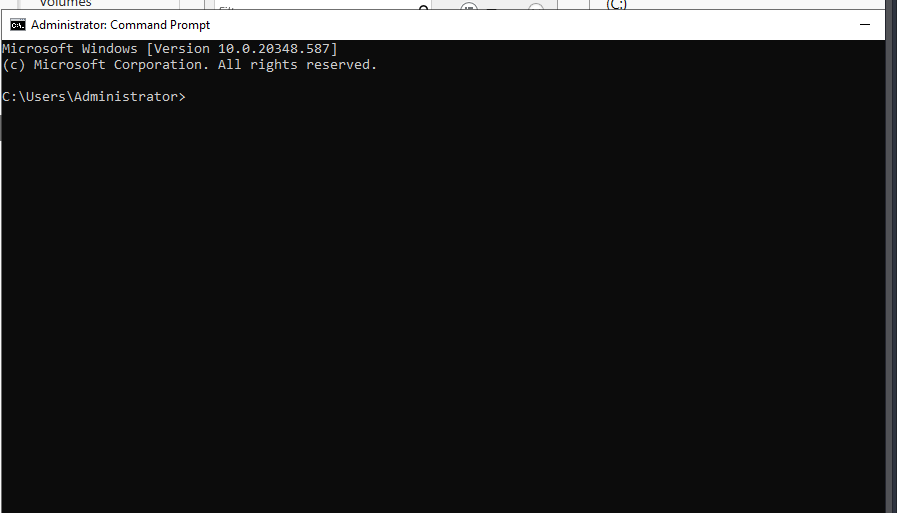 Volumes
(C:)
Administrator: Command Prompt
Microsoft Windows [Version 10.0.20348.587]
(c) Microsoft Corporation. All rights reserved.
C:\Users\Administrator>